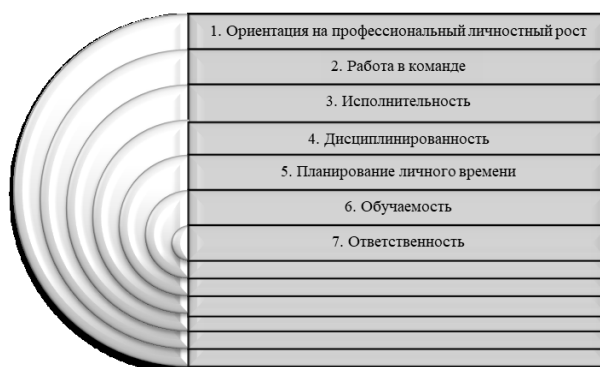 1. Ориентация на профессиональный личностный рост
2. Работа в команде
3. Исполнительность
4. Дисциплинированность
5. Планирование личного времени
6. Обучаемость
7. Ответственность